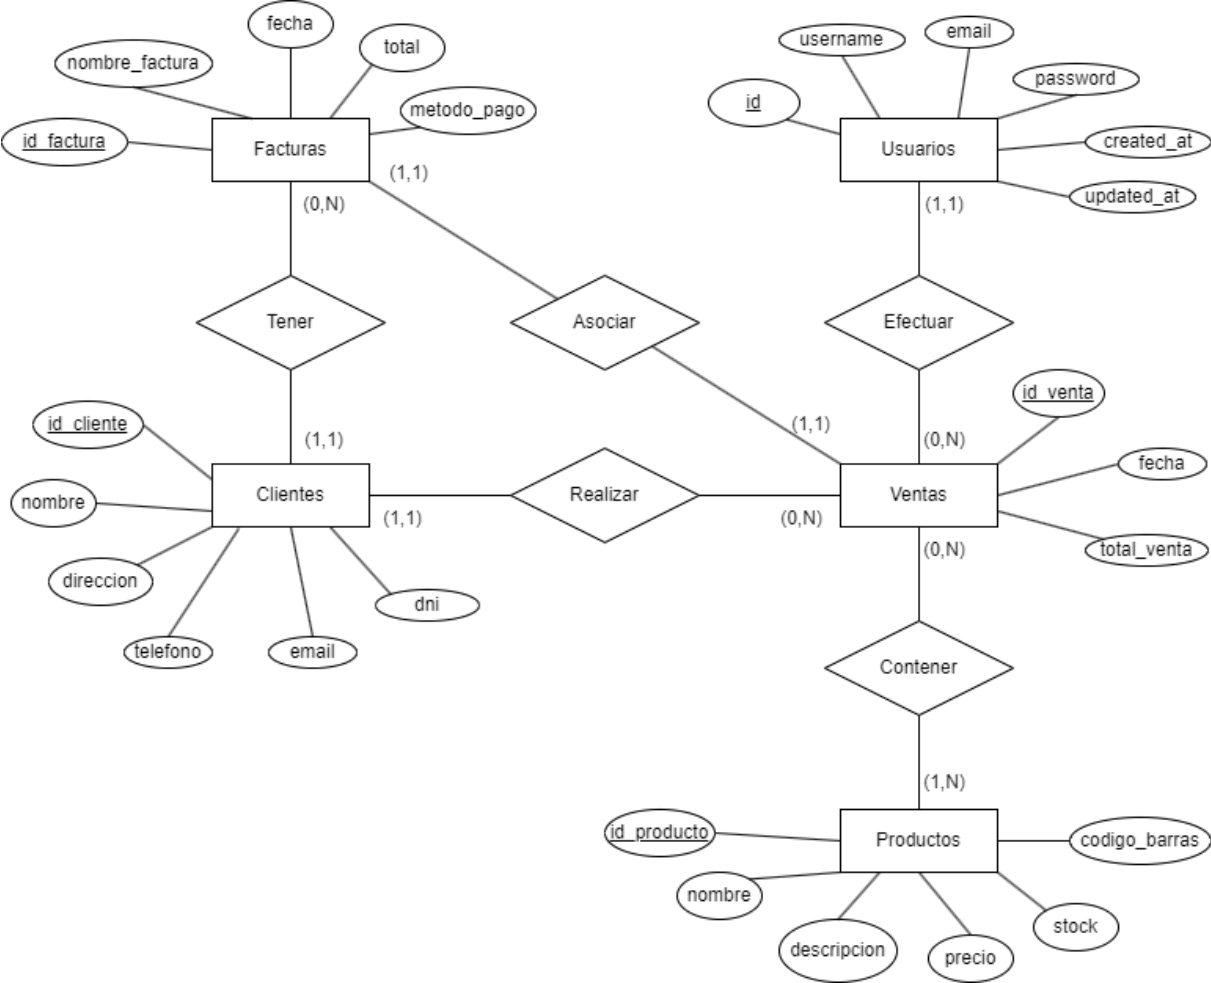 fecha
total
nombre_factura
metodo_pago
id_factura
Facturas
(1,1)
(0,N)
username
email
password
id
created_at
Usuarios
updated_at
(1,1)
Tener
Asociar
Efectuar
id_cliente
(1,1)
(1,1)
(0,N)
id_venta
fecha
nombre
Clientes
Realizar
Ventas
(1,1)
(0,N)
(0,N)
total_venta
direccion
dni
telefono
email
Contener
(1,N)
id_producto
Productos
codigo_barras
nombre
stock
descripcion
precio